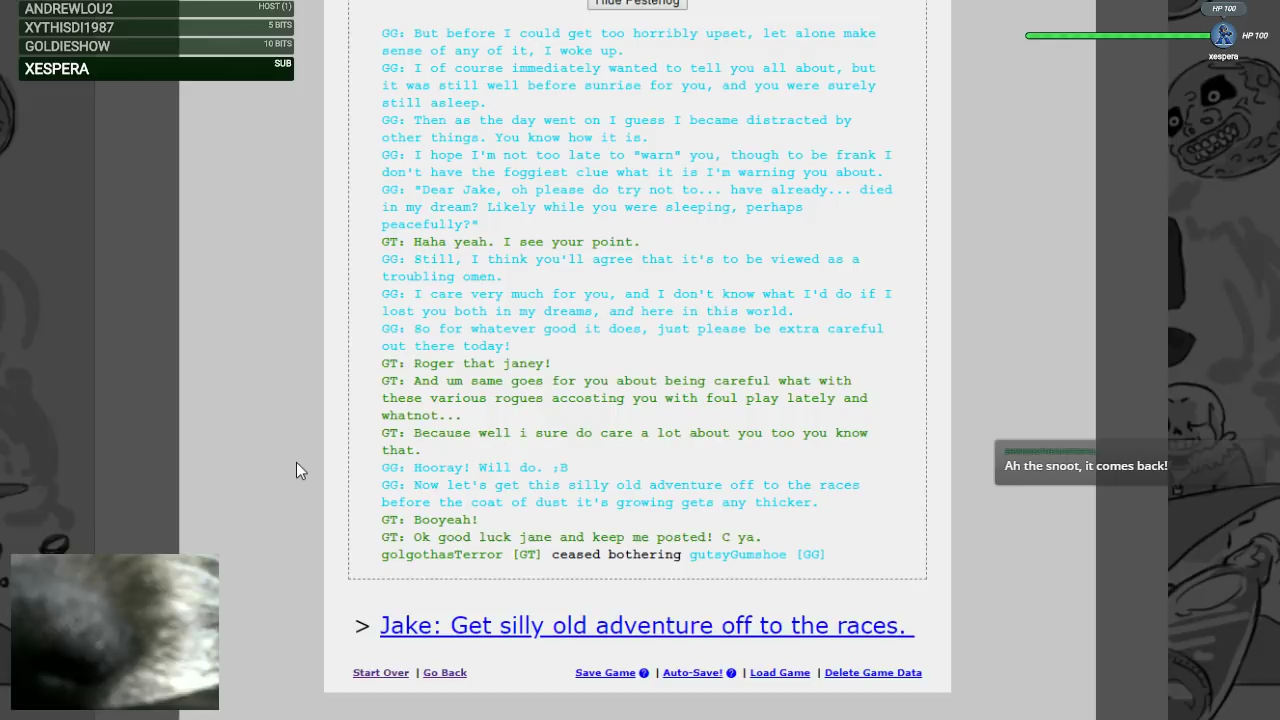 ANDREWLOU2 HOST (1)
XYTHISDI1987 5 BITS
GOLDIESHOW 10 BITS
XESPERA SUB
HP 100
HP 100
xespera
Hide Pesterlog
GG: But before I could get too horribly upset, let alone make
sense of any of it, I woke up.
GG: I of course immediately wanted to tell you all about, but
it was still well before sunrise for you, and you were surely
still asleep.
GG: Then as the day went on I guess I became distracted by
other things. You know how it is.
GG: I hope I'm not too late to "warn" you, though to be frank I
don't have the foggiest clue what it is I'm warning you about.
GG: "Dear Jake, oh please do try not to... have already... died
in my dream? Likely while you were sleeping, perhaps
peacefully?"
GT: Haha yeah. I see your point.
GG: Still, I think you'll agree that it's to be viewed as a
troubling omen.
GG: I care very much for you, and I don't know what I'd do if I
lost you both in my dreams, and here in this world.
GG: So for whatever good it does, just please be extra careful
out there today!
GT: Roger that janey!
GT: And um same goes for you about being careful what with
these various rogues accosting you with foul play lately and
whatnot...
GT: Because well i sure do care a lot about you too you know
that.
GG: Hooray! Will do. ;B
GG: Now let's get this silly old adventure off to the races
before the coat of dust it's growing gets any thicker.
GT: Booyeah!
GT: Ok good luck jane and keep me posted! C ya.
golgothasTerror [GT] ceased bothering gutsyGumshoe [GG]
Ah the snoot, it comes back!
> Jake: Get silly old adventure off to the races.
Start Over | Go Back Save Game ? | Auto-Save! ? | Load Game | Delete Game Data